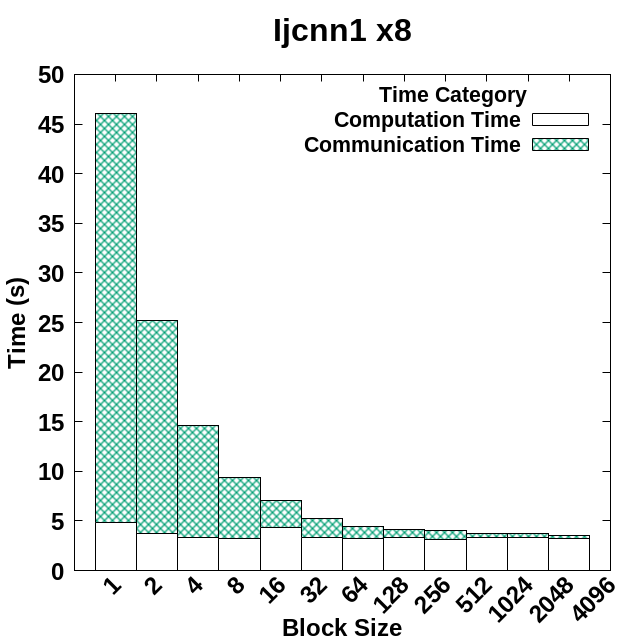 Ijcnn1 x8
Time Category
Computation Time
Communication Time
50
45
40
35
30
25
20
15
10
5
0
Time (s)
1 2 4 8 16 32 64 128 256 512 1024 2048 4096
Block Size